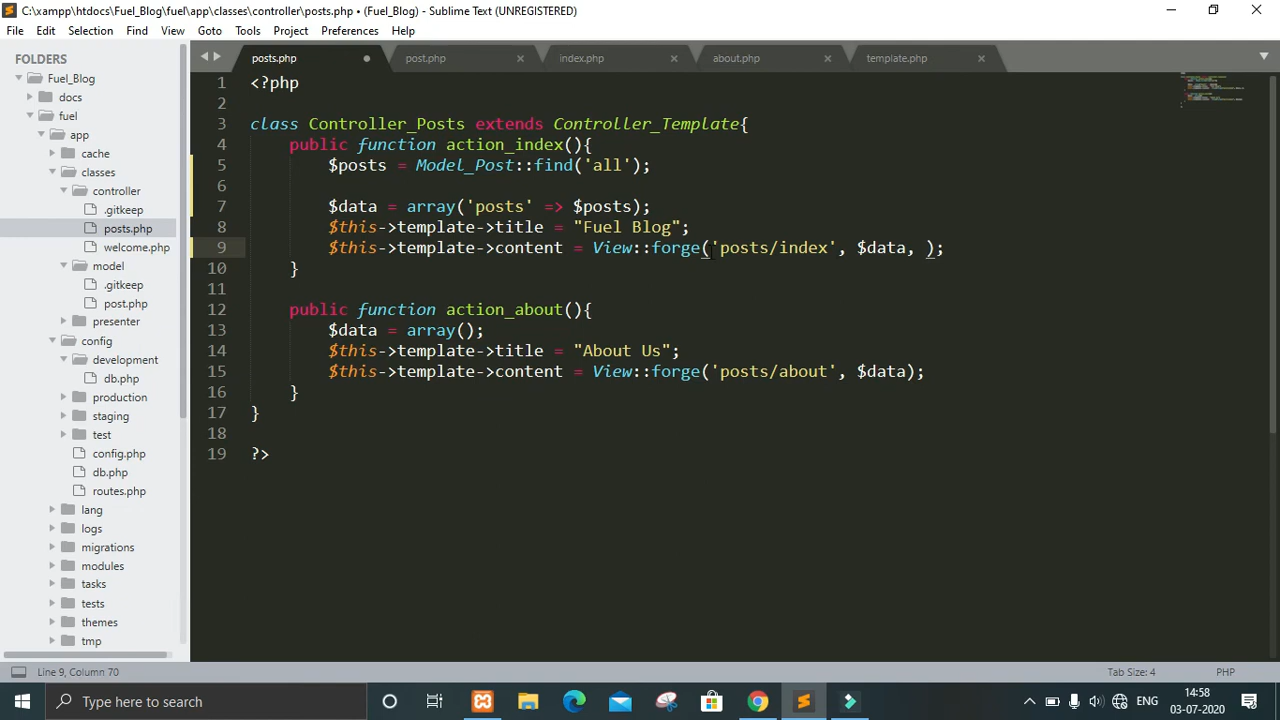 C:\xampp\htdocs\Fuel_Blog\fuel\app\classes\controller\posts.php • (Fuel_Blog) - Sublime Text (UNREGISTERED)
File Edit Selection Find View Goto Tools Project Preferences Help
FOLDERS
Fuel_Blog
docs
fuel
app
cache
classes
controller
.gitkeep
posts.php
welcome.php
model
.gitkeep
post.php
presenter
config
development
db.php
production
staging
test
config.php
db.php
routes.php
lang
logs
migrations
modules
tasks
tests
themes
tmp
posts.php post.php index.php about.php template.php
1 <?php
2
3 class Controller_Posts extends Controller_Template{
4 public function action_index(){
5 $posts = Model_Post::find('all');
6
7 $data = array('posts' => $posts);
8 $this->template->title = "Fuel Blog";
9 $this->template->content = View::forge('posts/index', $data, );
10 }
11
12 public function action_about(){
13 $data = array();
14 $this->template->title = "About Us";
15 $this->template->content = View::forge('posts/about', $data);
16 }
17 }
18
19 ?>
Line 9, Column 70 Tab Size: 4 PHP
Type here to search ENG 14:58
03-07-2020